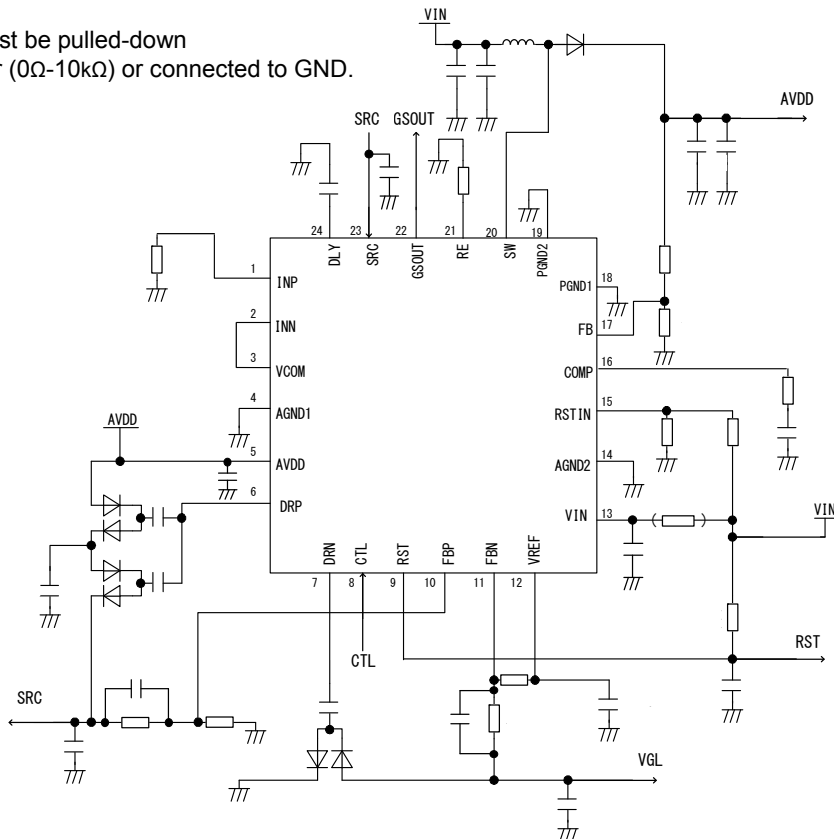 st be pulled-down
r (0Ω-10kΩ) or connected to GND.
VIN
AVDD
SRC GSOUT
24 23 22 21 20 19
DLY SRC GSOUT RE SW PGND2
1 INP
PGND1 18
2 INN
FB 17
3 VCOM
COMP 16
4 AGND1
RSTIN 15
AVDD
5 AVDD
AGND2 14
6 DRP
VIN 13
VIN
DRN CTL RST FBP FBN VREF
7 8 9 10 11 12
CTL
RST
SRC
VGL